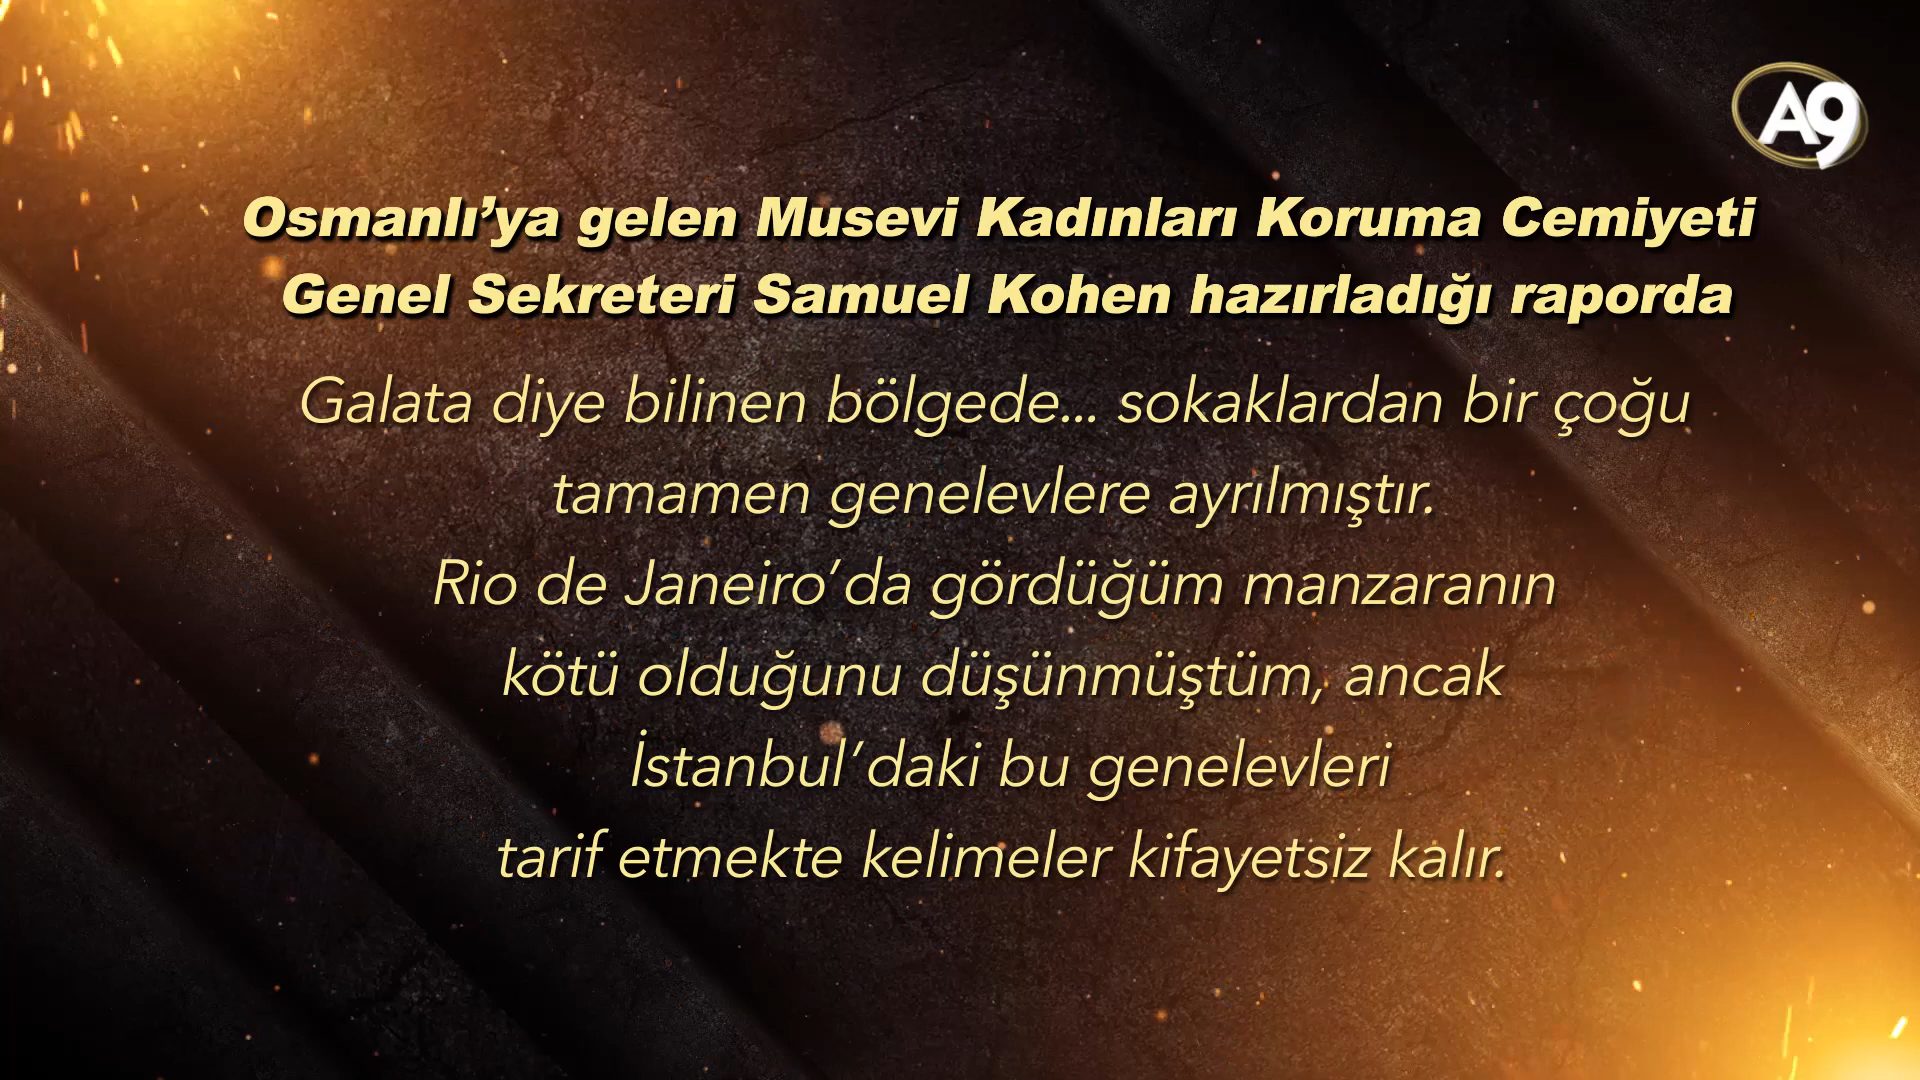 A9
Osmanlı’ya gelen Musevi Kadınları Koruma Cemiyeti
Genel Sekreteri Samuel Kohen hazırladığı raporda
Galata diye bilinen bölgede... sokaklardan bir çoğu
tamamen genelevlere ayrılmıştır.
Rio de Janeiro’da gördüğüm manzaranın
kötü olduğunu düşünmüştüm, ancak
İstanbul’daki bu genelevleri
tarif etmekte kelimeler kifayetsiz kalır.